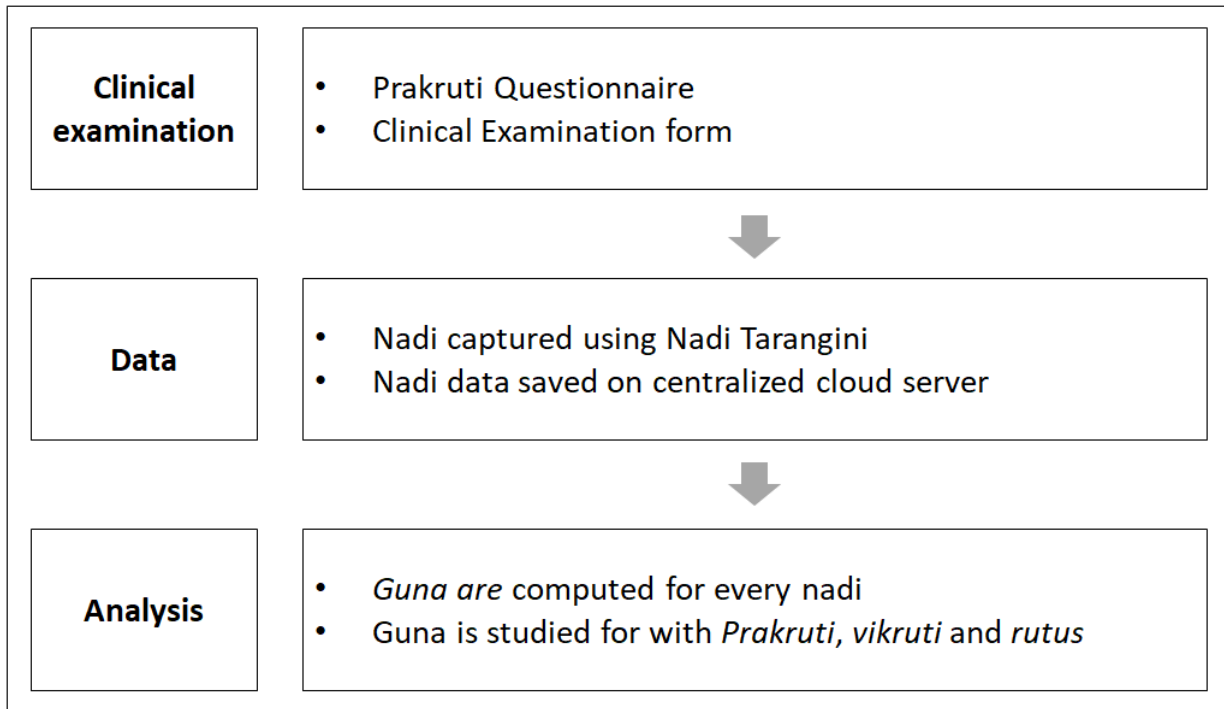 Clinical
examination
• Prakruti Questionnaire
• Clinical Examination form
Data
• Nadi captured using Nadi Tarangini
• Nadi data saved on centralized cloud server
Analysis
• Guna are computed for every nadi
• Guna is studied for with Prakruti, vikruti and rutus